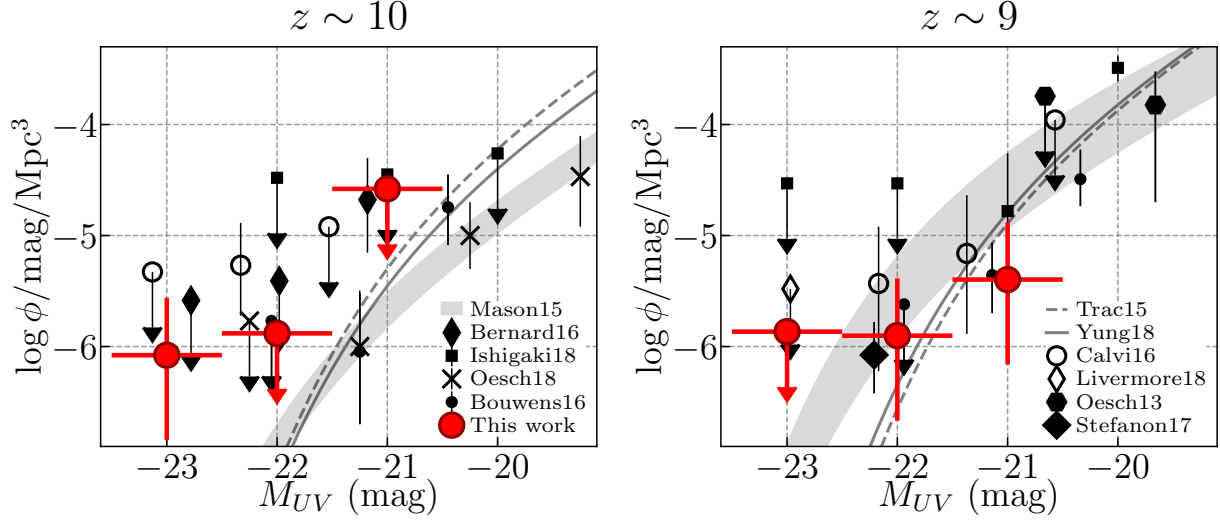 z ∼ 10
log ϕ/mag/Mpc³
−4
−5
−6
Mason15
Bernard16
Ishigaki18
Oesch18
Bouwens16
This work
−23
−22
−21
−20
M_UV (mag)
z ∼ 9
log ϕ/mag/Mpc³
−4
−5
−6
Trac15
Yung18
Calvi16
Livermore18
Oesch13
Stefanon17
−23
−22
−21
−20
M_UV (mag)